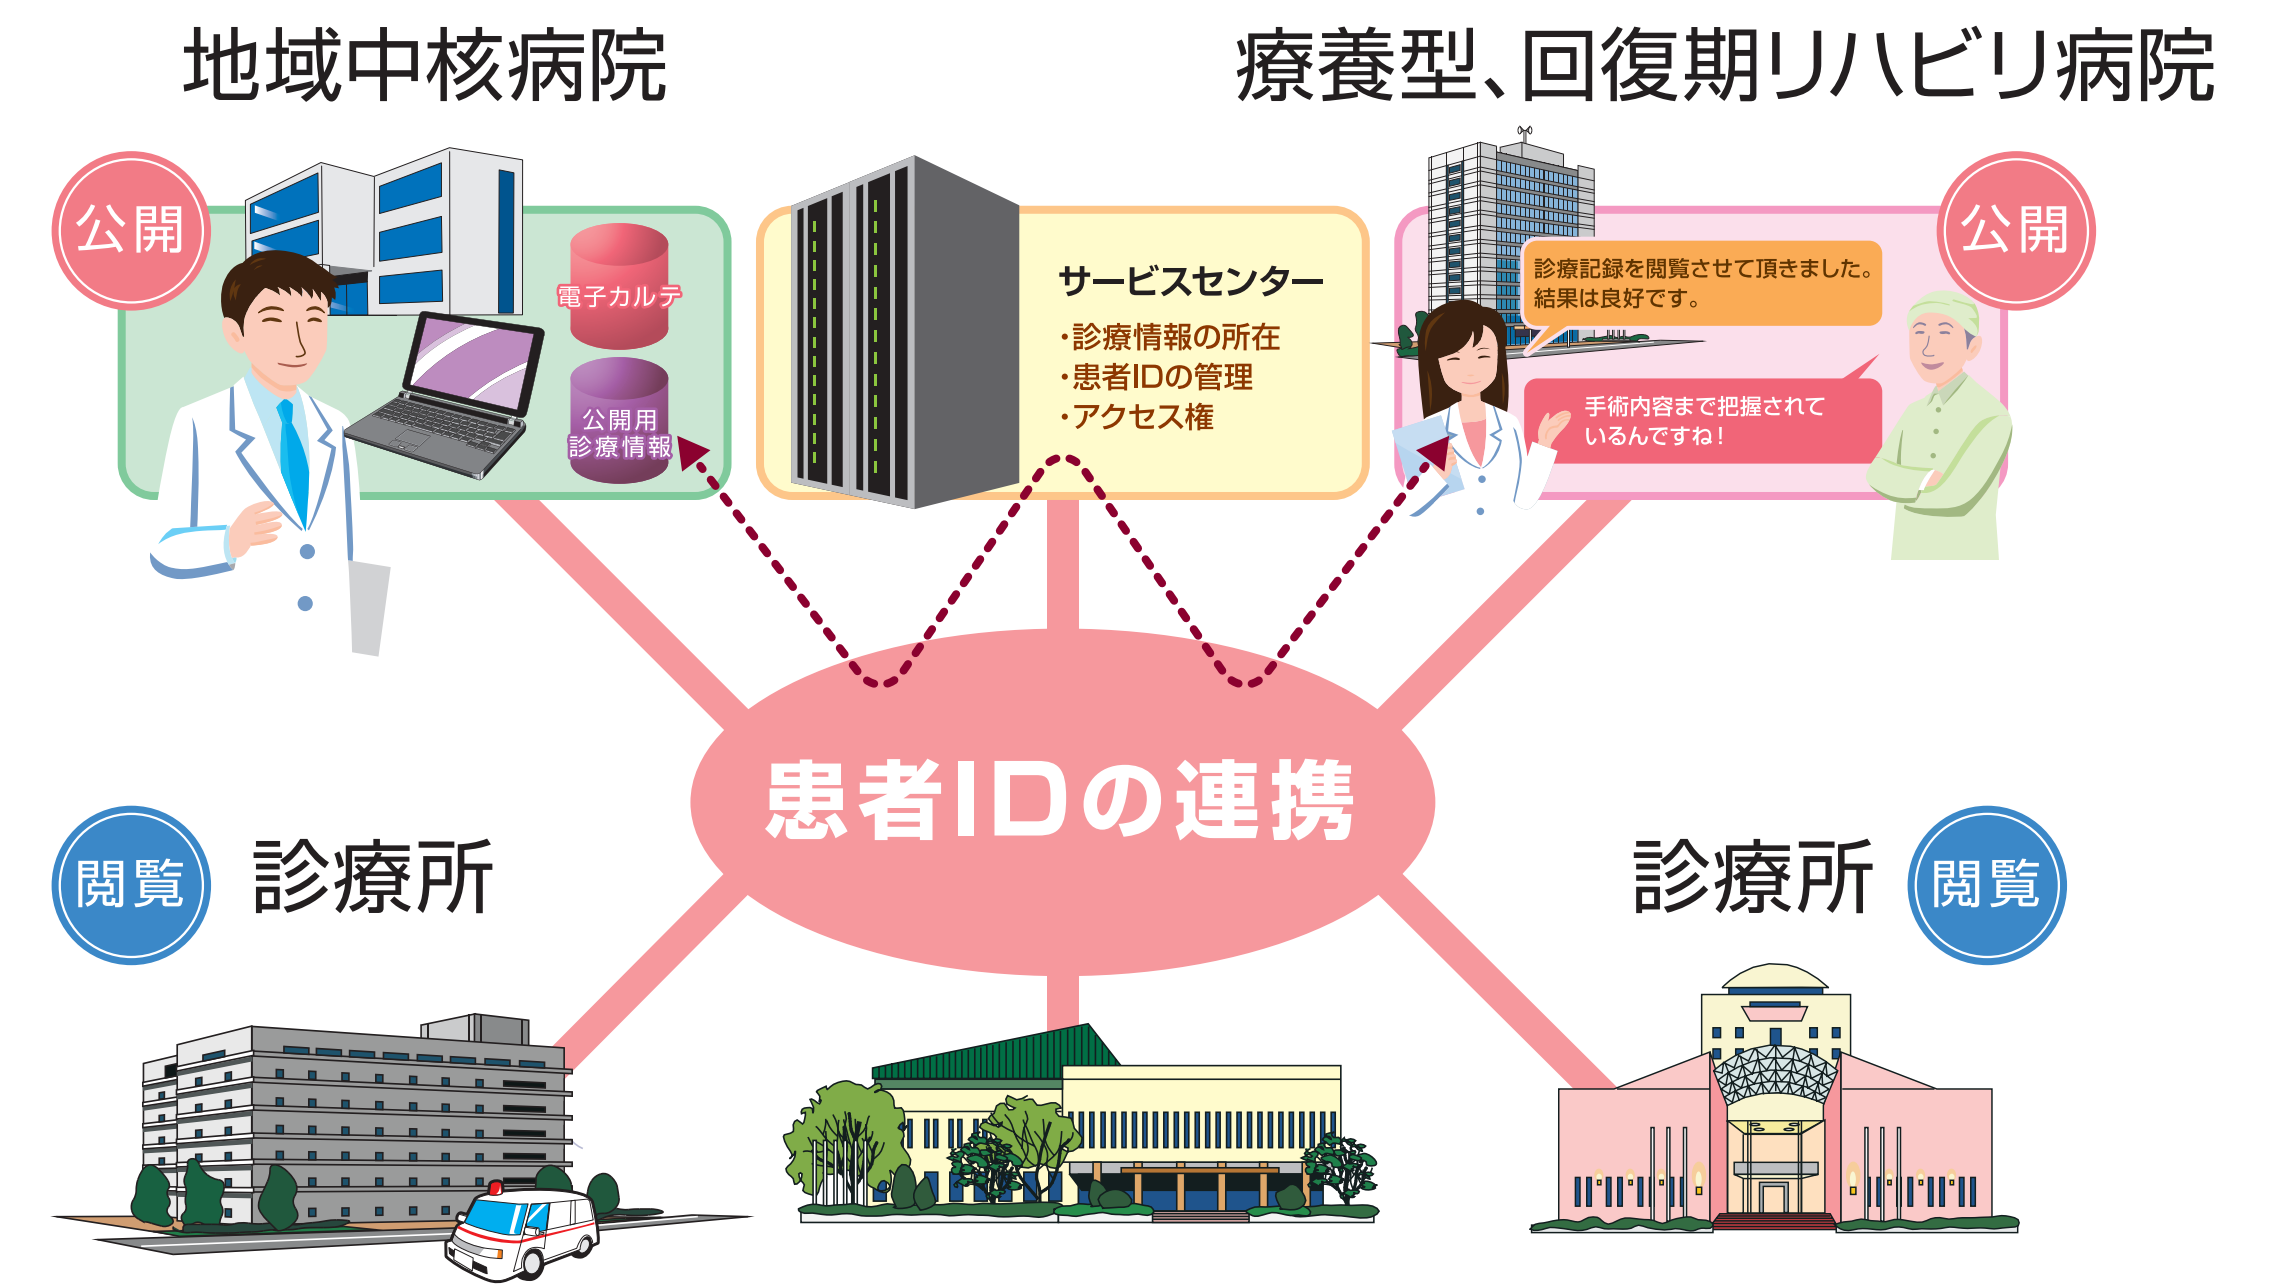 地域中核病院
療養型、回復期リハビリ病院
公開
電子カルテ
公開用
診療情報
サービスセンター
・診療情報の所在
・患者IDの管理
・アクセス権
公開
診療記録を閲覧させて頂きました。
結果は良好です。
手術内容まで把握されて
いるんですね！
患者IDの連携
閲覧
診療所
診療所
閲覧